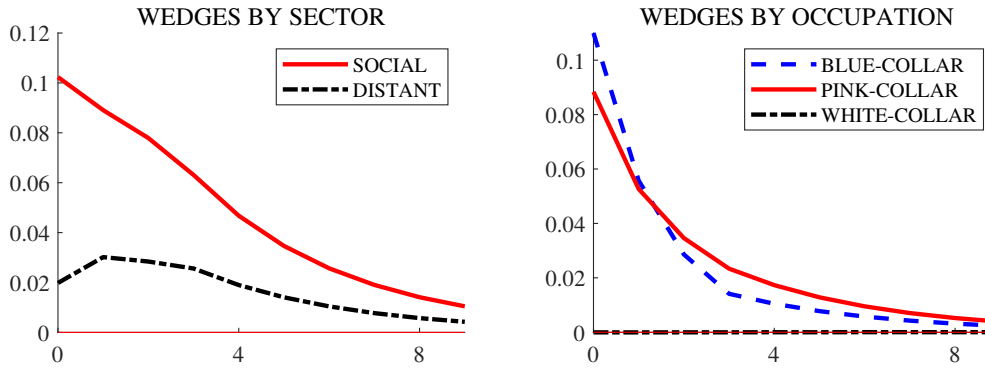 WEDGES BY SECTOR
0.12
0.1
0.08
0.06
0.04
0.02
0
0 4 8
SOCIAL
DISTANT
WEDGES BY OCCUPATION
0.1
0.08
0.06
0.04
0.02
0
0 4 8
BLUE-COLLAR
PINK-COLLAR
WHITE-COLLAR